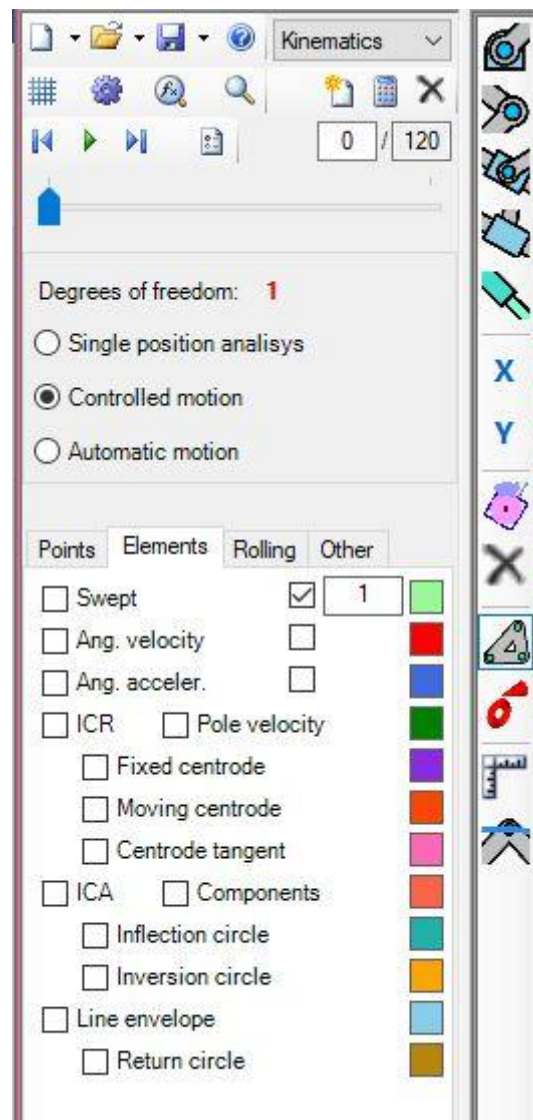 Kinematics
0 / 120
Degrees of freedom: 1
Single position analisys
Controlled motion
Automatic motion
Points Elements Rolling Other
Swept 1
Ang. velocity
Ang. acceler.
ICR Pole velocity
Fixed centrode
Moving centrode
Centrode tangent
ICA Components
Inflection circle
Inversion circle
Line envelope
Return circle
X
Y